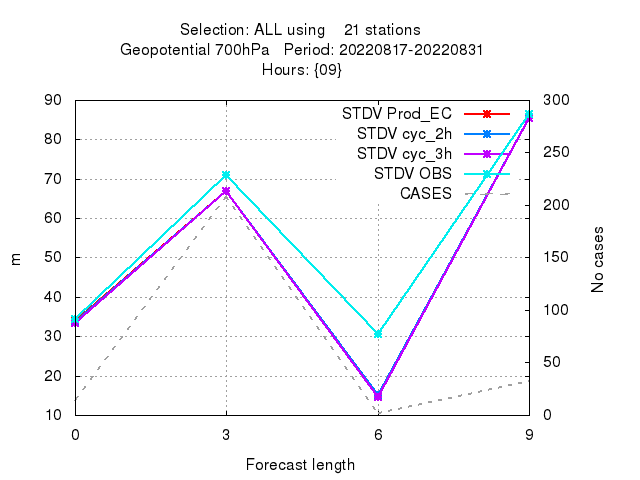 Selection: ALL using 21 stations
Geopotential 700hPa Period: 20220817-20220831
Hours: {09}
90
80
70
60
50
40
30
20
10
m
300
250
200
150
100
50
0
No cases
STDV Prod_EC
STDV cyc_2h
STDV cyc_3h
STDV OBS
CASES
0 3 6 9
Forecast length